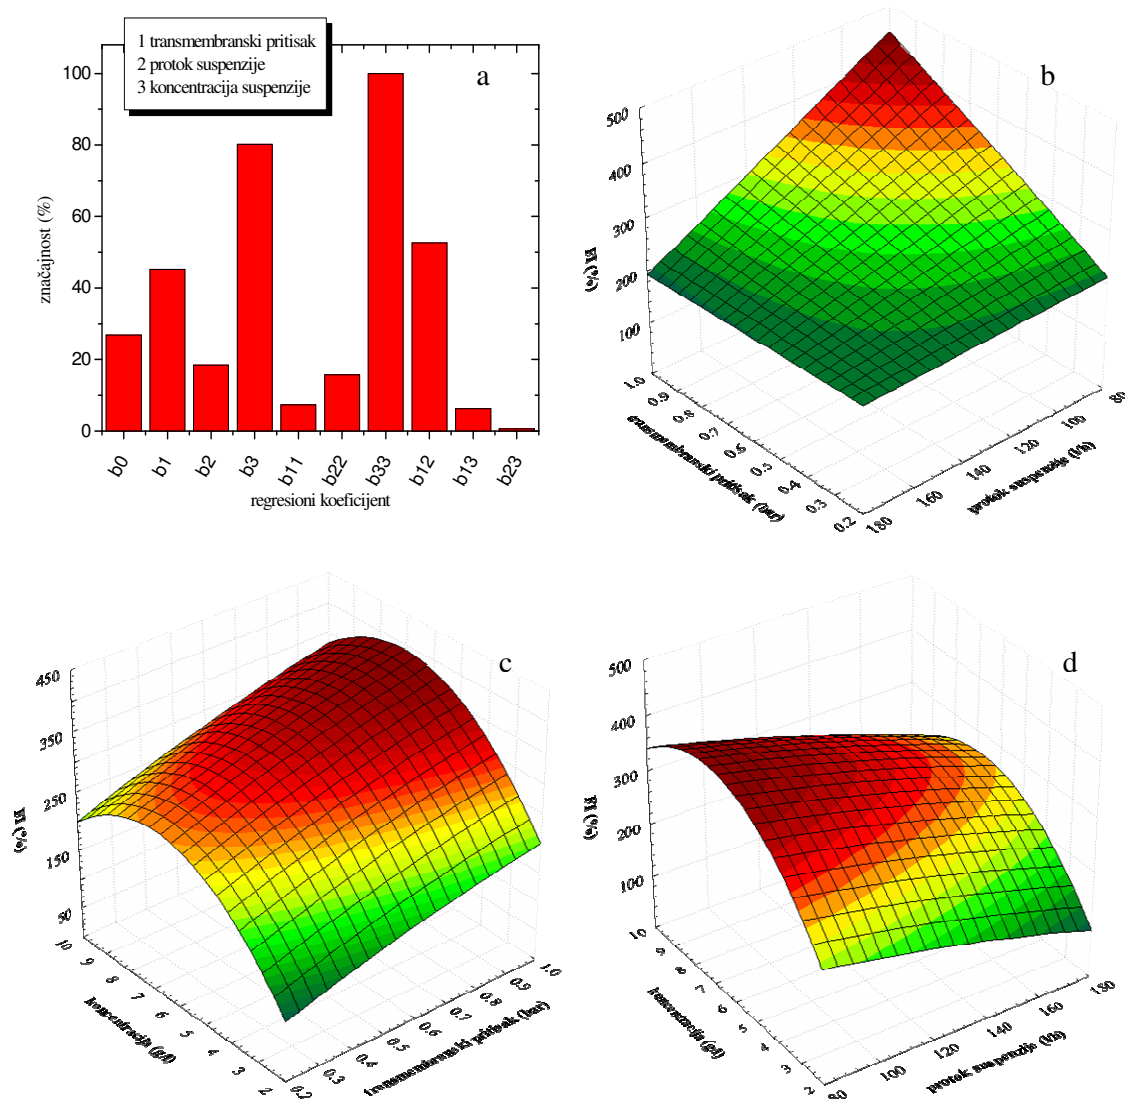 1 transmembranski pritisak
2 protok suspenzije
3 koncentracija suspenzije
a
značajnost (%)
100
80
60
40
20
0
b0 b1 b2 b3 b11 b22 b33 b12 b13 b23
regresioni koeficijent
b
EI (%)
500
400
300
200
100
1.0 0.9 0.8 0.7 0.6 0.5 0.4 0.3 0.2
transmembranski pritisak (bar)
180 160 140 120 100 80
protok suspenzije (l/h)
c
EI (%)
450
350
250
150
50
10 9 8 7 6 5 4 3 2
koncentracija (g/l)
0.2 0.3 0.4 0.5 0.6 0.7 0.8 0.9 1.0
transmembranski pritisak (bar)
d
EI (%)
500
400
300
200
100
10 9 8 7 6 5 4 3 2
koncentracija (g/l)
80 100 120 140 160 180
protok suspenzije (l/h)